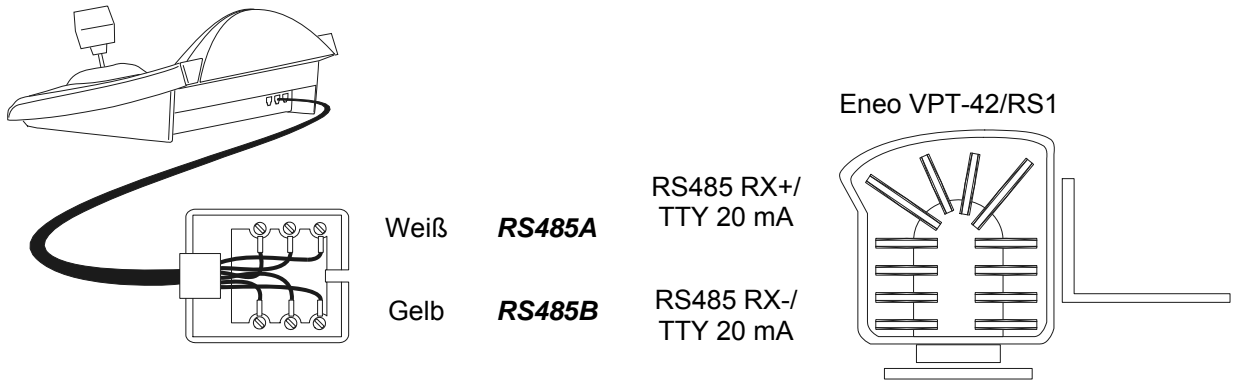 Eneo VPT-42/RS1
Weiß RS485A RS485 RX+/
TTY 20 mA
Gelb RS485B RS485 RX-/
TTY 20 mA